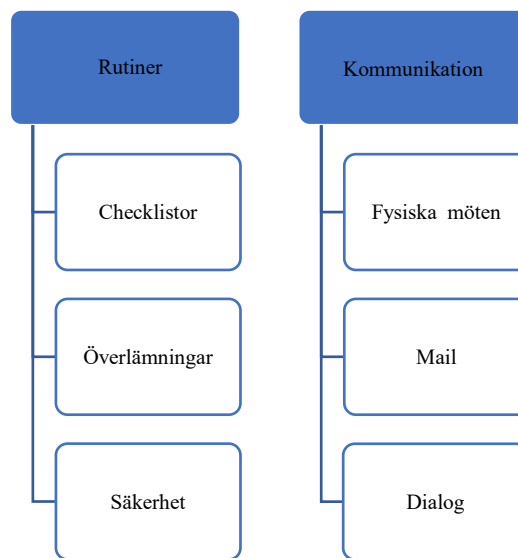 Rutiner
Checklistor
Överlämningar
Säkerhet
Kommunikation
Fysiska möten
Mail
Dialog